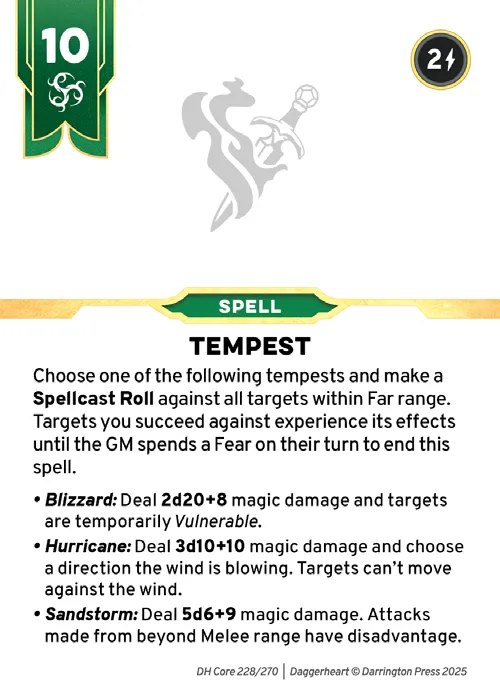 10
2
SPELL
TEMPEST
Choose one of the following tempests and make a
Spellcast Roll against all targets within Far range.
Targets you succeed against experience its effects
until the GM spends a Fear on their turn to end this
spell.
• Blizzard: Deal 2d20+8 magic damage and targets
are temporarily Vulnerable.
• Hurricane: Deal 3d10+10 magic damage and choose
a direction the wind is blowing. Targets can’t move
against the wind.
• Sandstorm: Deal 5d6+9 magic damage. Attacks
made from beyond Melee range have disadvantage.
DH Core 228/270 | Daggerheart © Darrington Press 2025